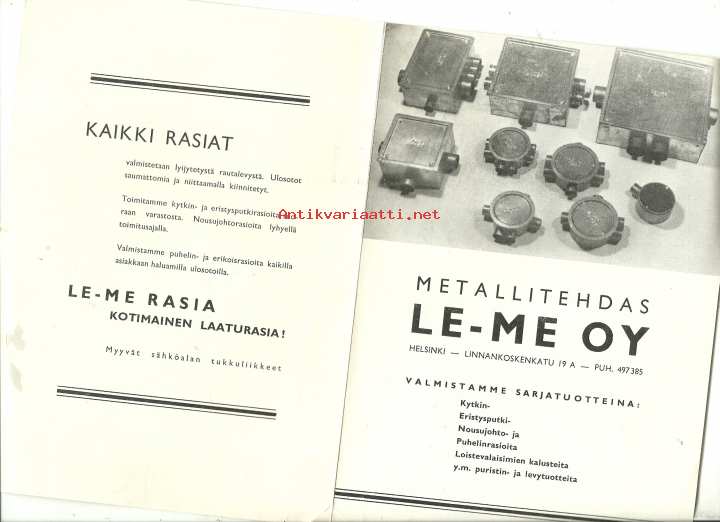 KAIKKI RASIAT
valmistetaan lyijytetystä rautalevystä. Ulosotot
saumattomia ja niittaamalla kiinnitetyt.
Toimitamme kytkin- ja eristysputkirasioita
raan varastosta. Nousujohtorasioita lyhyellä
toimitusajalla.
Valmistamme puhelin- ja erikoisrasioita kaikilla
asiakkaan haluamilla ulosotoilla.
LE-ME RASIA
KOTIMAINEN LAATURASIA!
Myyvät sähköalan tukkuliikkeet
Antikvariaatti.net
METALLITEHDAS
LE-ME OY
HELSINKI — LINNANKOSKENKATU 19 A — PUH. 497385
VALMISTAMME SARJATUOTTEINA:
Kytkin-
Eristysputki-
Nousujohto- ja
Puhelinrasioita
Loistevalaisimien kalusteita
y.m. puristin- ja levytuotteita